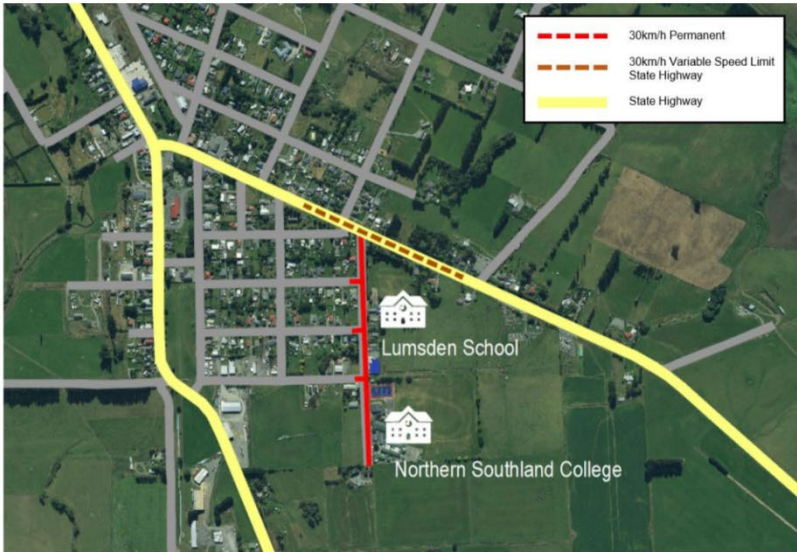 30km/h Permanent
30km/h Variable Speed Limit
State Highway
State Highway
Lumsden School
Northern Southland College